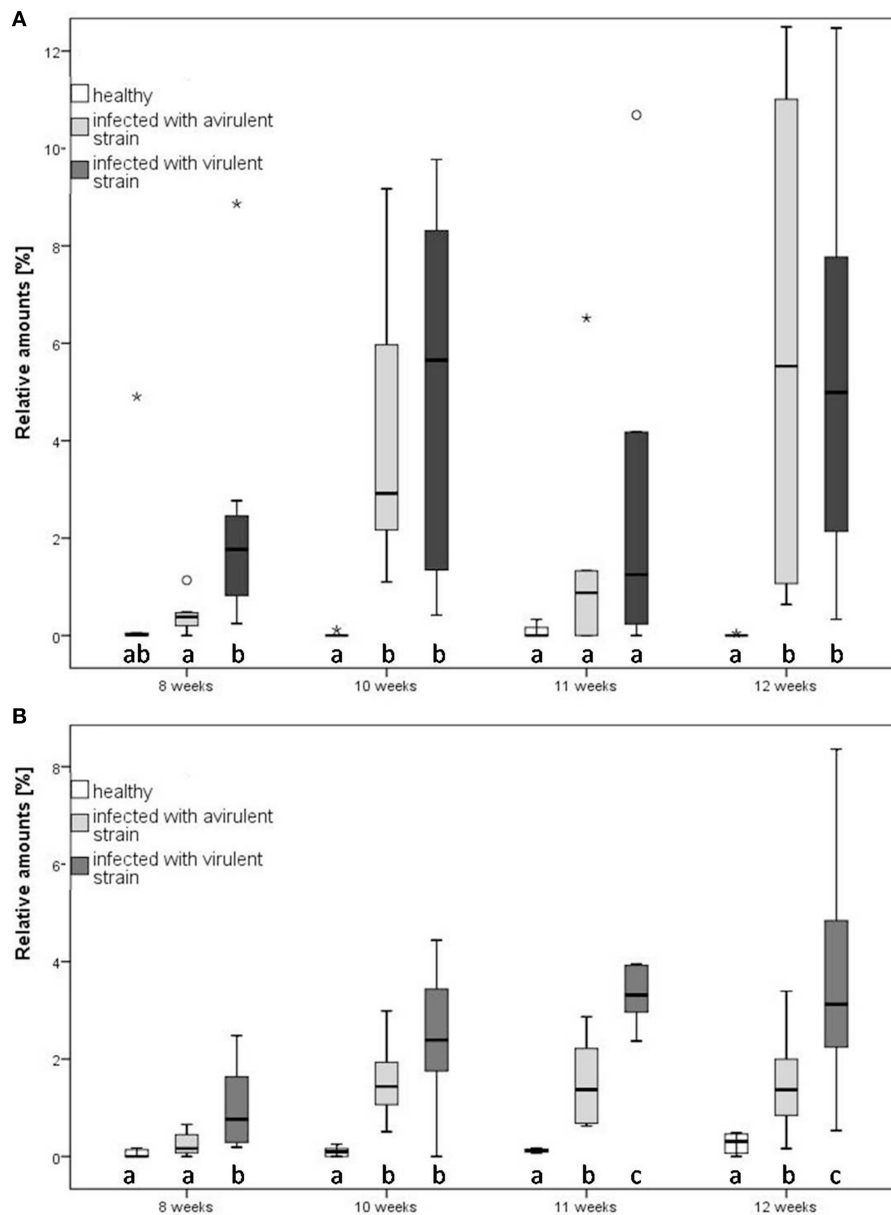 A
12
10
8
6
4
2
0
Relative amounts [%]
healthy
infected with avirulent
strain
infected with virulent
strain
ab a b a b b a a a a b b
8 weeks 10 weeks 11 weeks 12 weeks
B
8
6
4
2
0
Relative amounts [%]
healthy
infected with avirulent
strain
infected with virulent
strain
a a b a b b a b c a b c
8 weeks 10 weeks 11 weeks 12 weeks